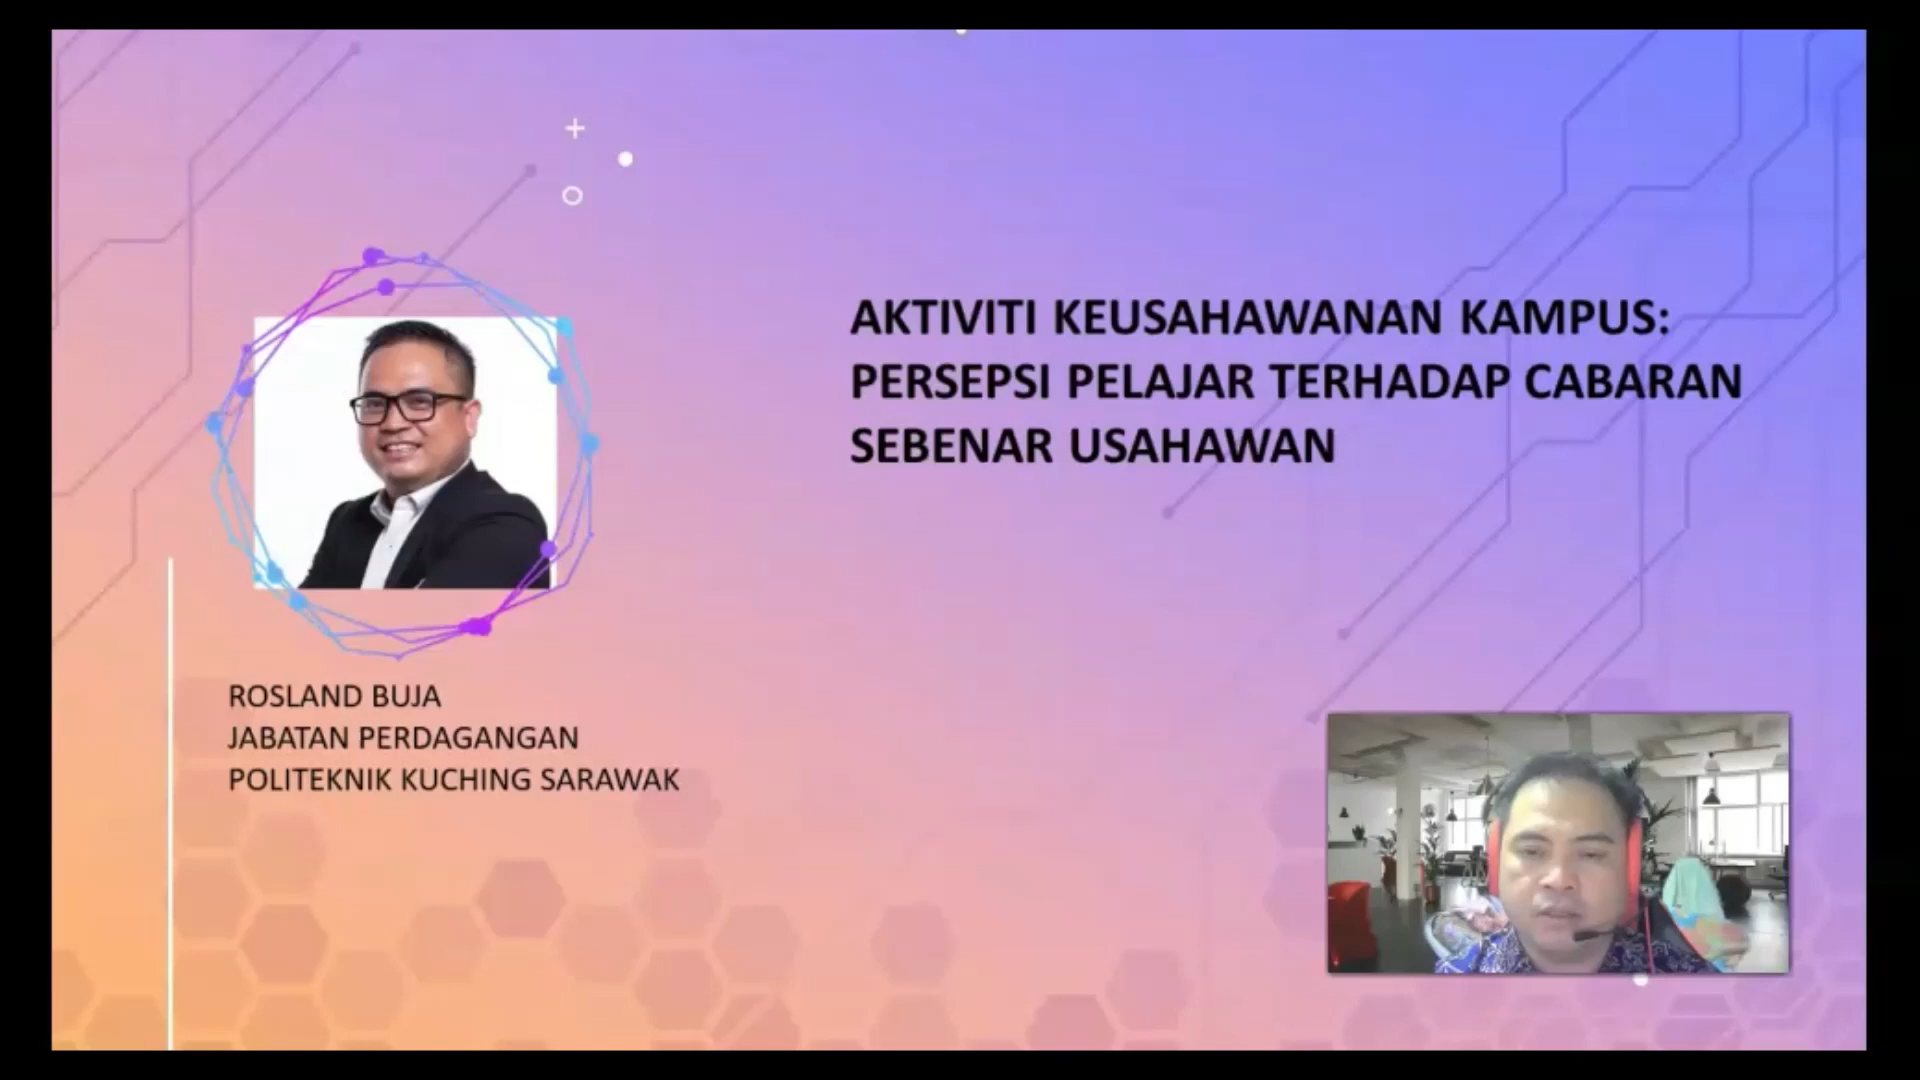 AKTIVITI KEUSAHAWANAN KAMPUS:
PERSEPSI PELAJAR TERHADAP CABARAN
SEBENAR USAHAWAN
ROSLAND BUJA
JABATAN PERDAGANGAN
POLITEKNIK KUCHING SARAWAK